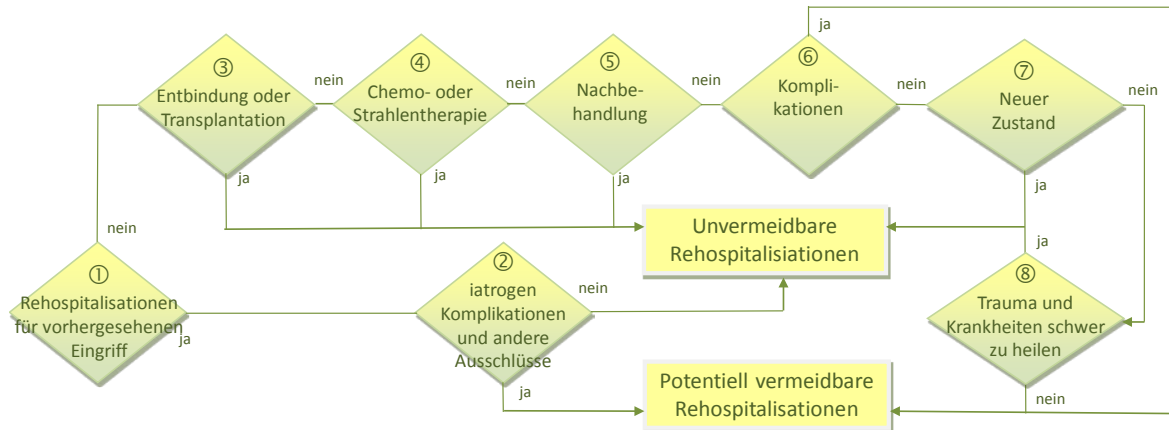 ja
③
Entbindung oder
Transplantation
nein
④
Chemo- oder
Strahlentherapie
nein
⑤
Nachbe-
handlung
nein
⑥
Kompli-
kationen
nein
⑦
Neuer
Zustand
nein
ja
ja
ja
ja
nein
①
Rehospitalisationen
für vorhergesehenen
Eingriff
ja
②
iatrogen
Komplikationen
und andere
Ausschlüsse
nein
ja
Unvermeidbare
Rehospitalisiationen
ja
⑧
Trauma und
Krankheiten schwer
zu heilen
nein
Potentiell vermeidbare
Rehospitalisationen